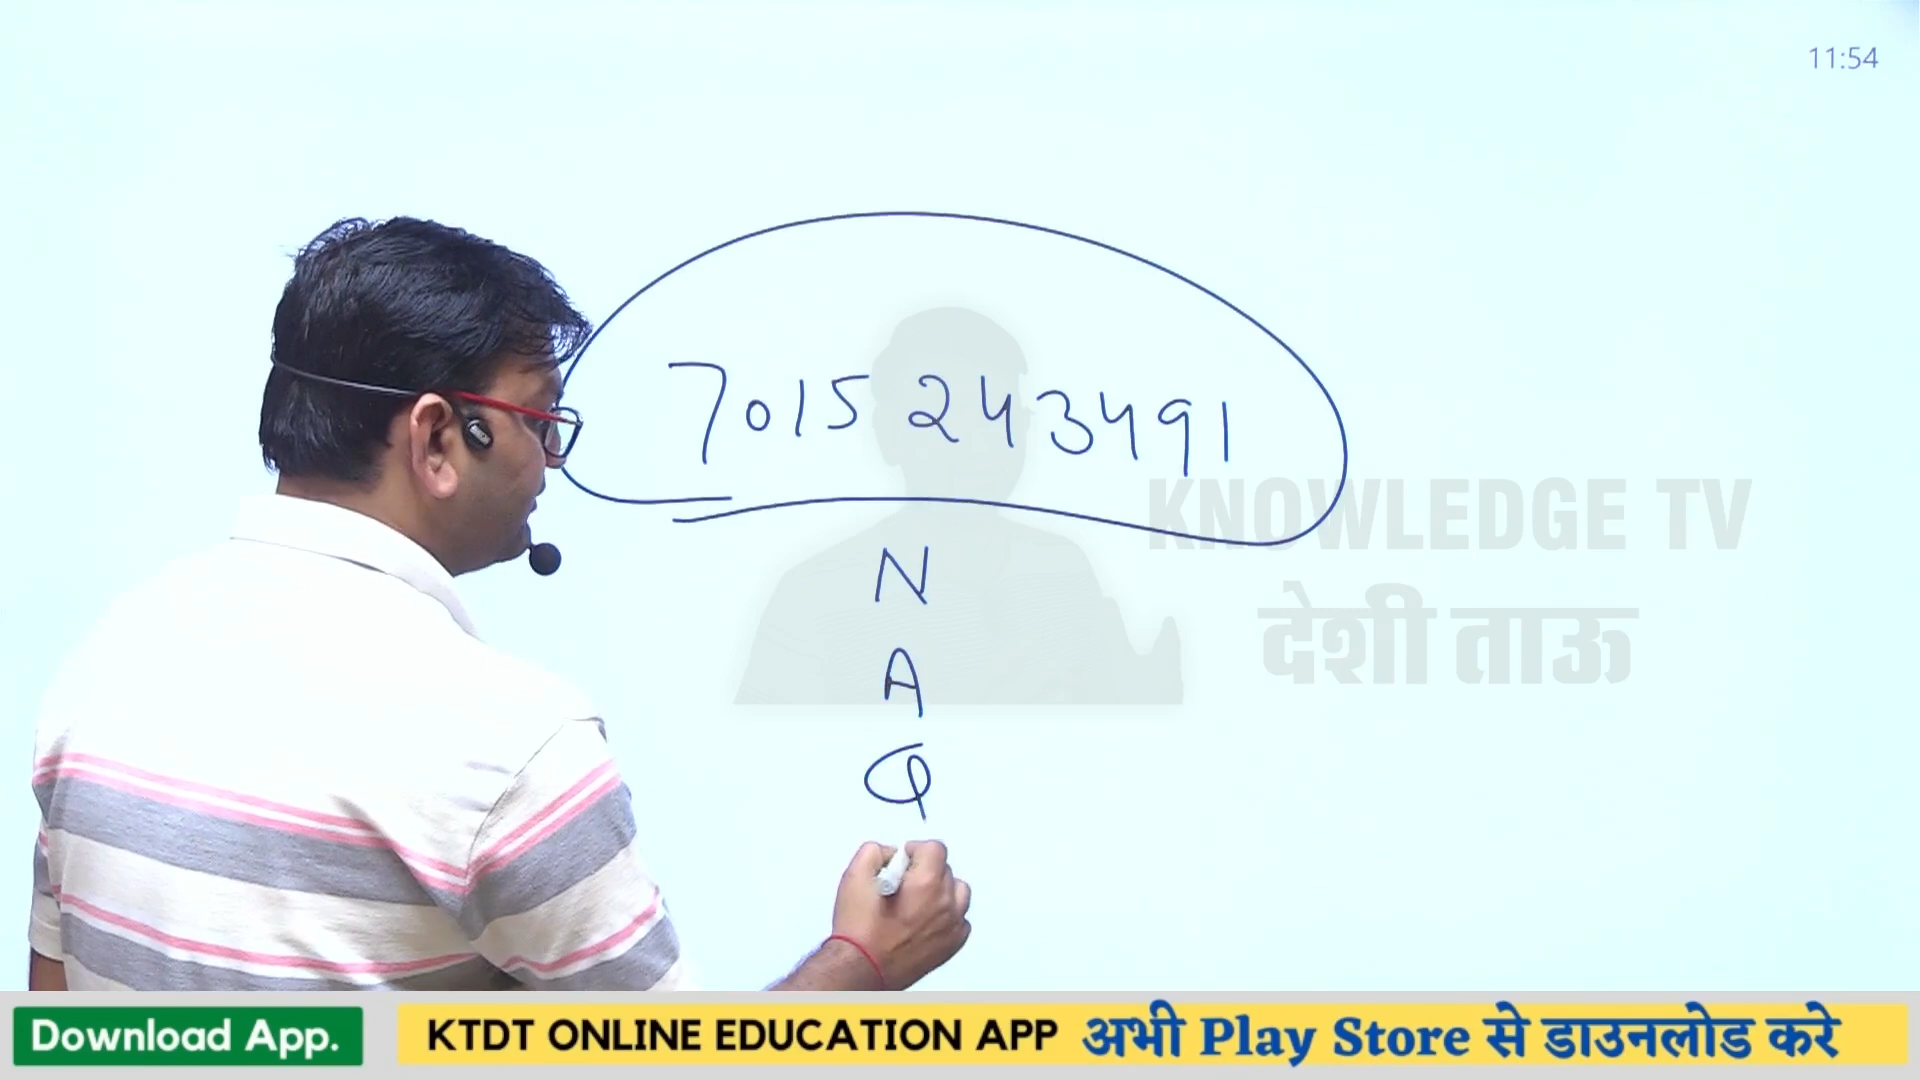 11:54
7015243491
KNOWLEDGE TV
देशी ताऊ
N
A
Q
Download App.
KTDT ONLINE EDUCATION APP अभी Play Store से डाउनलोड करे